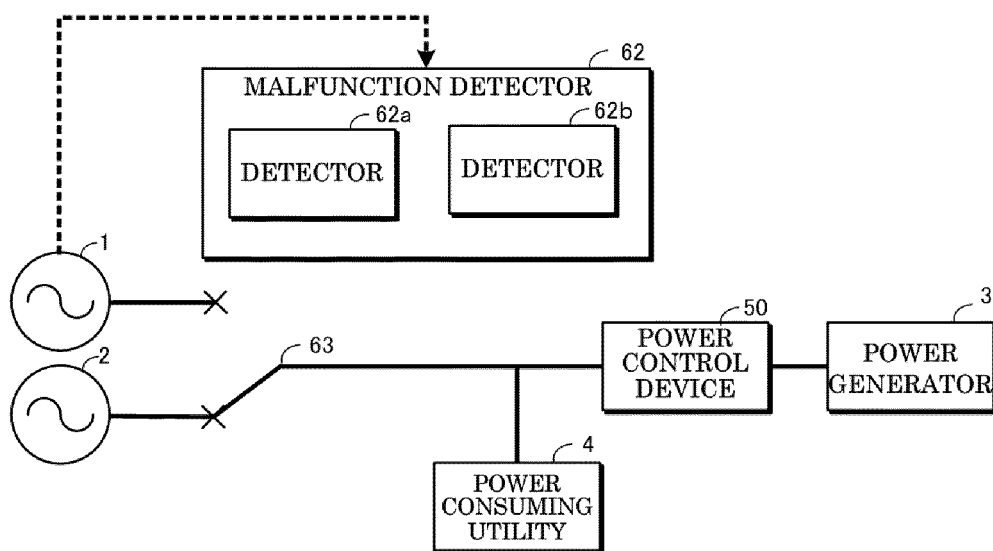 62
MALFUNCTION DETECTOR
62a
DETECTOR
62b
DETECTOR
1
2
63
50
POWER
CONTROL
DEVICE
3
POWER
GENERATOR
4
POWER
CONSUMING
UTILITY